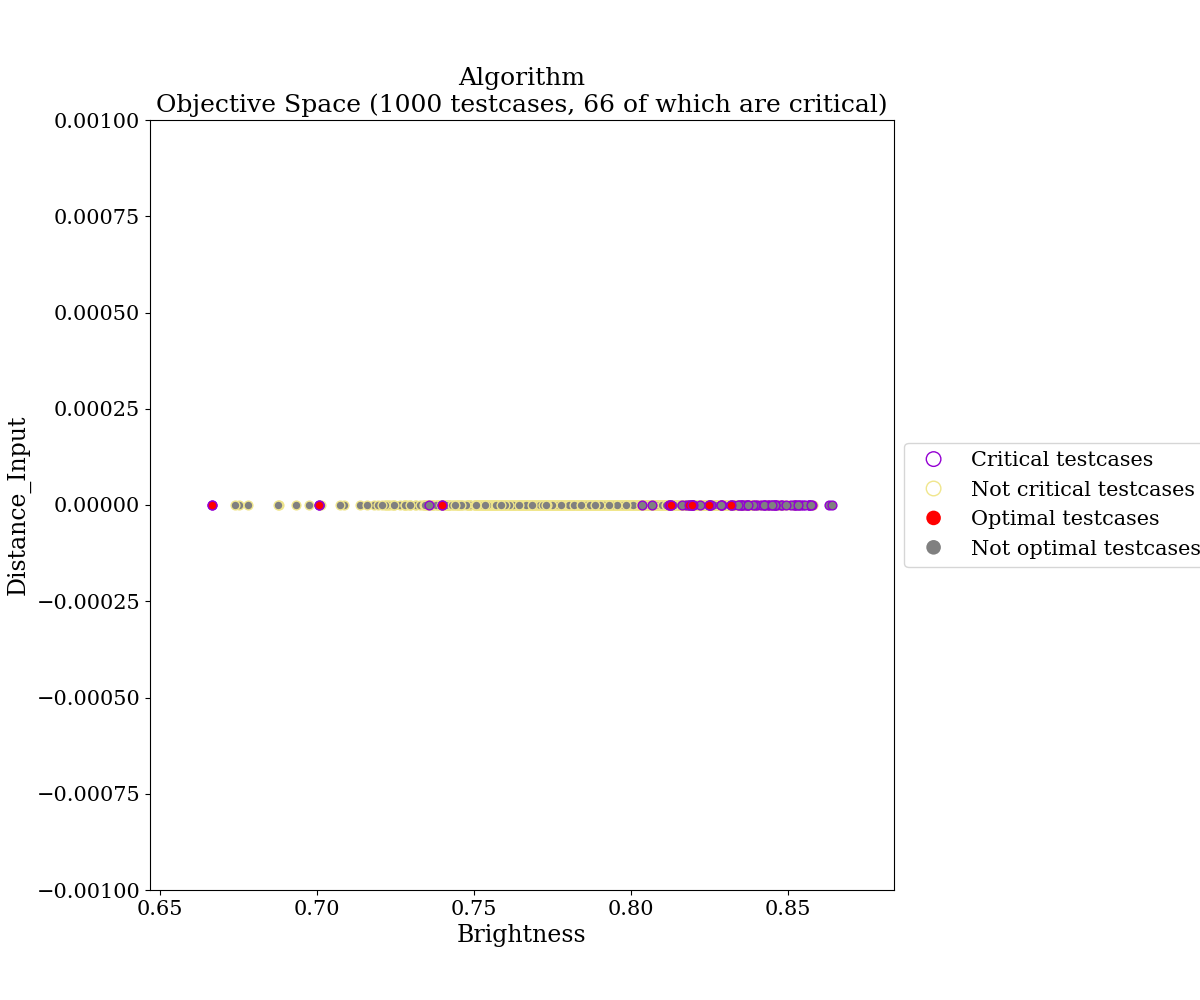 Algorithm
Objective Space (1000 testcases, 66 of which are critical)
0.00100
0.00075
0.00050
0.00025
0.00000
−0.00025
−0.00050
−0.00075
−0.00100
Distance_Input
0.65 0.70 0.75 0.80 0.85
Brightness
Critical testcases
Not critical testcases
Optimal testcases
Not optimal testcases